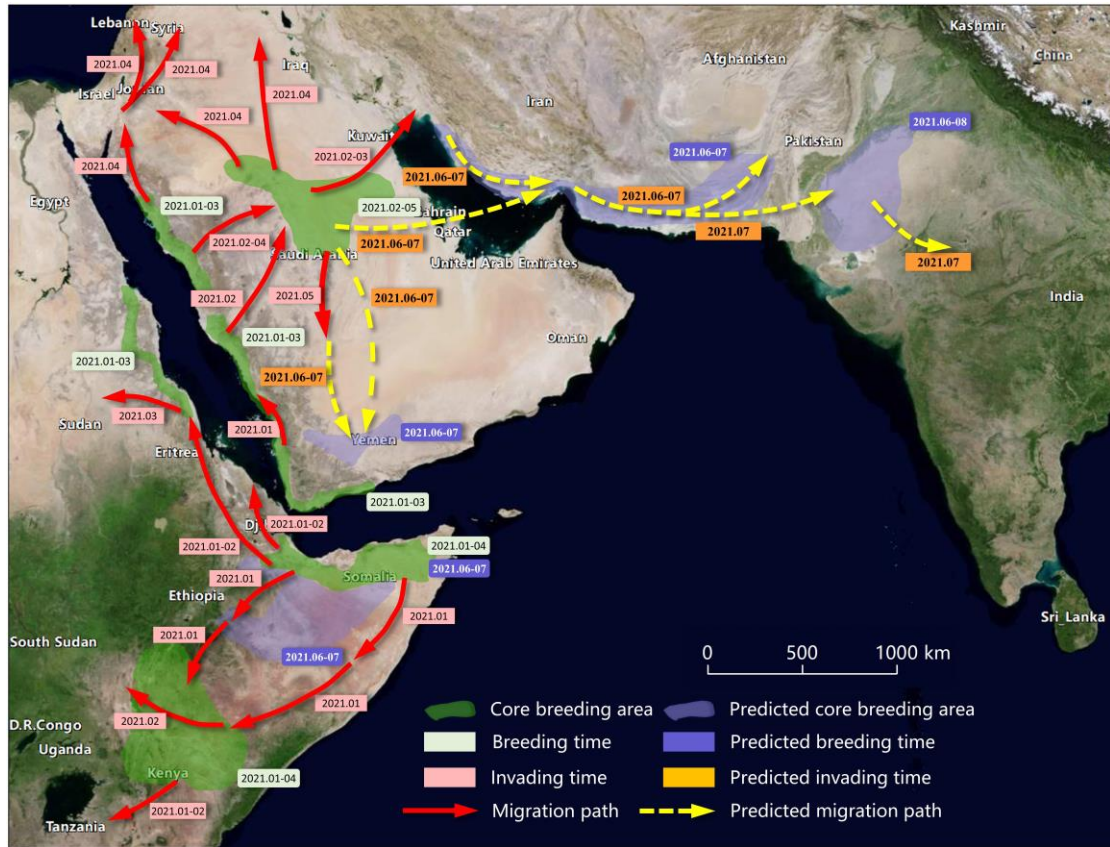 Lebanon
Syria
Kashmir
2021.04
2021.04
Iraq
Afghanistan
China
Israel
Jordan
2021.04
Iran
2021.04
Kuwait
Pakistan
2021.06-08
2021.04
2021.02-03
2021.06-07
2021.06-07
Egypt
2021.01-03
2021.02-05
2021.06-07
Bahrain
Qatar
2021.02-04
2021.06-07
2021.07
2021.07
Saudi Arabia
United Arab Emirates
2021.02
2021.05
2021.06-07
India
2021.01-03
Oman
2021.01-03
2021.06-07
2021.03
Sudan
2021.01
2021.06-07
Yemen
Eritrea
2021.01-03
2021.01-02
2021.01-02
2021.01-04
2021.01
Somalia
2021.06-07
Ethiopia
2021.01
Sri Lanka
South Sudan
2021.01
2021.06-07
0 500 1000 km
2021.01
2021.02
D.R.Congo
Uganda
Kenya
2021.01-04
2021.01-02
Tanzania
Core breeding area
Predicted core breeding area
Breeding time
Predicted breeding time
Invading time
Predicted invading time
Migration path
Predicted migration path